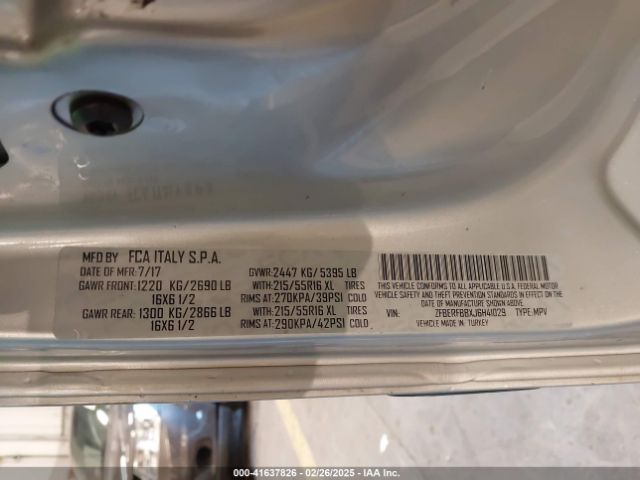 MFD BY FCA ITALY S.P.A.
DATE OF MFR: 7/17 GVWR: 2447 KG/ 5395 LB
GAWR FRONT: 1220 KG/2690 LB WITH: 215/55R16 XL TIRES
16X6 1/2 RIMS AT: 270KPA/39PSI COLD
GAWR REAR: 1300 KG/2866 LB WITH: 215/55R16 XL TIRES
16X6 1/2 RIMS AT: 290KPA/42PSI COLD
THIS VEHICLE CONFORMS TO ALL APPLICABLE U.S.A. FEDERAL MOTOR
VEHICLE SAFETY AND THEFT PREVENTION STANDARDS IN EFFECT
ON THE DATE OF MANUFACTURE SHOWN ABOVE.
VIN: ZFBERFBBXJ6H41029 TYPE: MPV
VEHICLE MADE IN: TURKEY
000-41637826 - 02/26/2025 - IAA Inc.